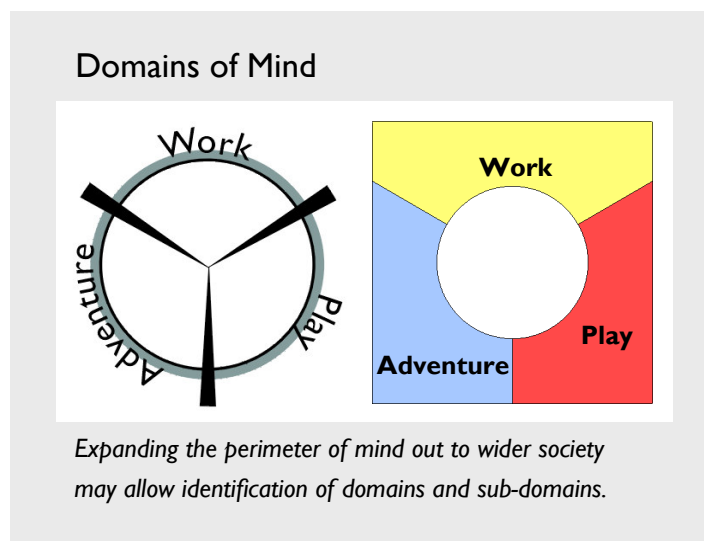 Domains of Mind
Work
Adventure
Play
Work
Adventure
Play
Expanding the perimeter of mind out to wider society
may allow identification of domains and sub-domains.